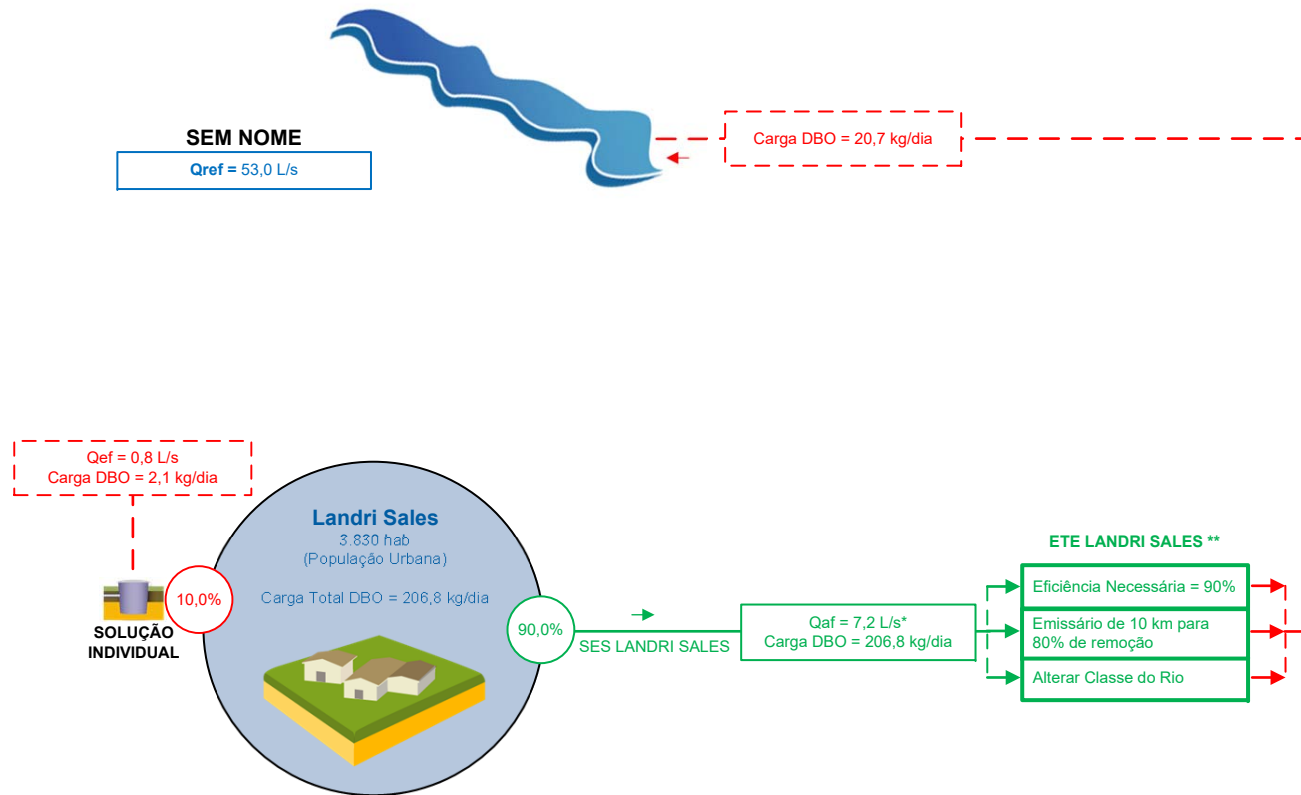 SEM NOME
Qref = 53,0 L/s
Carga DBO = 20,7 kg/dia
Qef = 0,8 L/s
Carga DBO = 2,1 kg/dia
SOLUÇÃO
INDIVIDUAL
10,0%
Landri Sales
3.830 hab
(População Urbana)
Carga Total DBO = 206,8 kg/dia
90,0%
SES LANDRI SALES
Qaf = 7,2 L/s*
Carga DBO = 206,8 kg/dia
ETE LANDRI SALES **
Eficiência Necessária = 90%
Emissário de 10 km para
80% de remoção
Alterar Classe do Rio